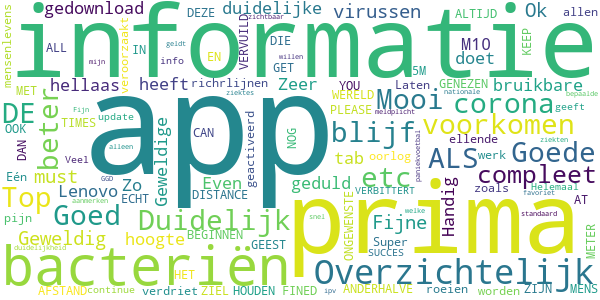 gedownload DEZE duidelijke virussen Ok allen
zichtbaar
informatie
mensenlevens ALL veroorzaakt IN VERVUILD DIE ALTIJD KEEP
geldt willen mijn EN info GET M10 doet
hellaas heeft richrlijnen Zeer YOU 5M Laten GENEZEN bruikbare
MET ziektes WERELD Mooi corona geeft
DE beter app PLEASE nationale bepaalde
OOK TIMES Fijn update CAN NOG blijf meldplicht voorkomen
DAN Geweldige geactiveerd tab oorlog paniekvoetbal ellende Goede
Veel alleen ALS werk ziekten
Eén GGD Even geduld etc zoals Helemaal compleet
must Lenovo Zo DISTANCE VERBITTERT favoriet
Top aanmerken ECHT prima Handig AT
pijn Goed Duidelijk ONGEWENSTE Fijne welke standaard
Geweldig hoogte BEGINNEN snel Super METER
duidelijkheid GEEST SUCCES
bacteriën HET Overzichtelijk
AFSTAND continue verdriet ZIEL HOUDEN FINED ipv ANDERHALVE roeien worden ZIJN MENS